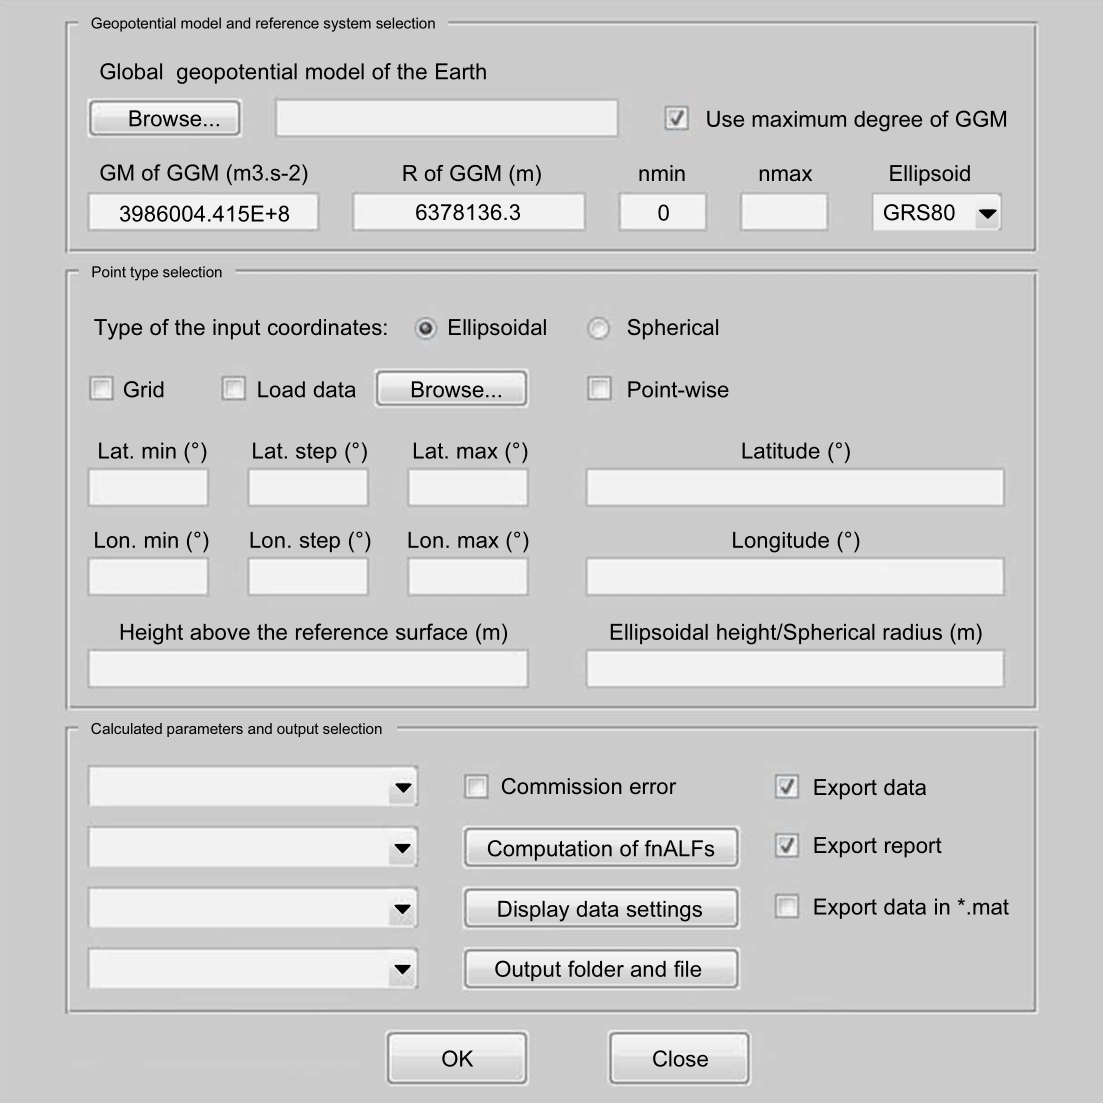 Geopotential model and reference system selection
Global geopotential model of the Earth
Browse... Use maximum degree of GGM
GM of GGM (m3.s-2) R of GGM (m) nmin nmax Ellipsoid
3986004.415E+8 6378136.3 0 GRS80
Point type selection
Type of the input coordinates: Ellipsoidal Spherical
Grid Load data Browse... Point-wise
Lat. min (°) Lat. step (°) Lat. max (°) Latitude (°)
Lon. min (°) Lon. step (°) Lon. max (°) Longitude (°)
Height above the reference surface (m) Ellipsoidal height/Spherical radius (m)
Calculated parameters and output selection
Commission error Export data
Computation of fnALFs Export report
Display data settings Export data in *.mat
Output folder and file
OK Close